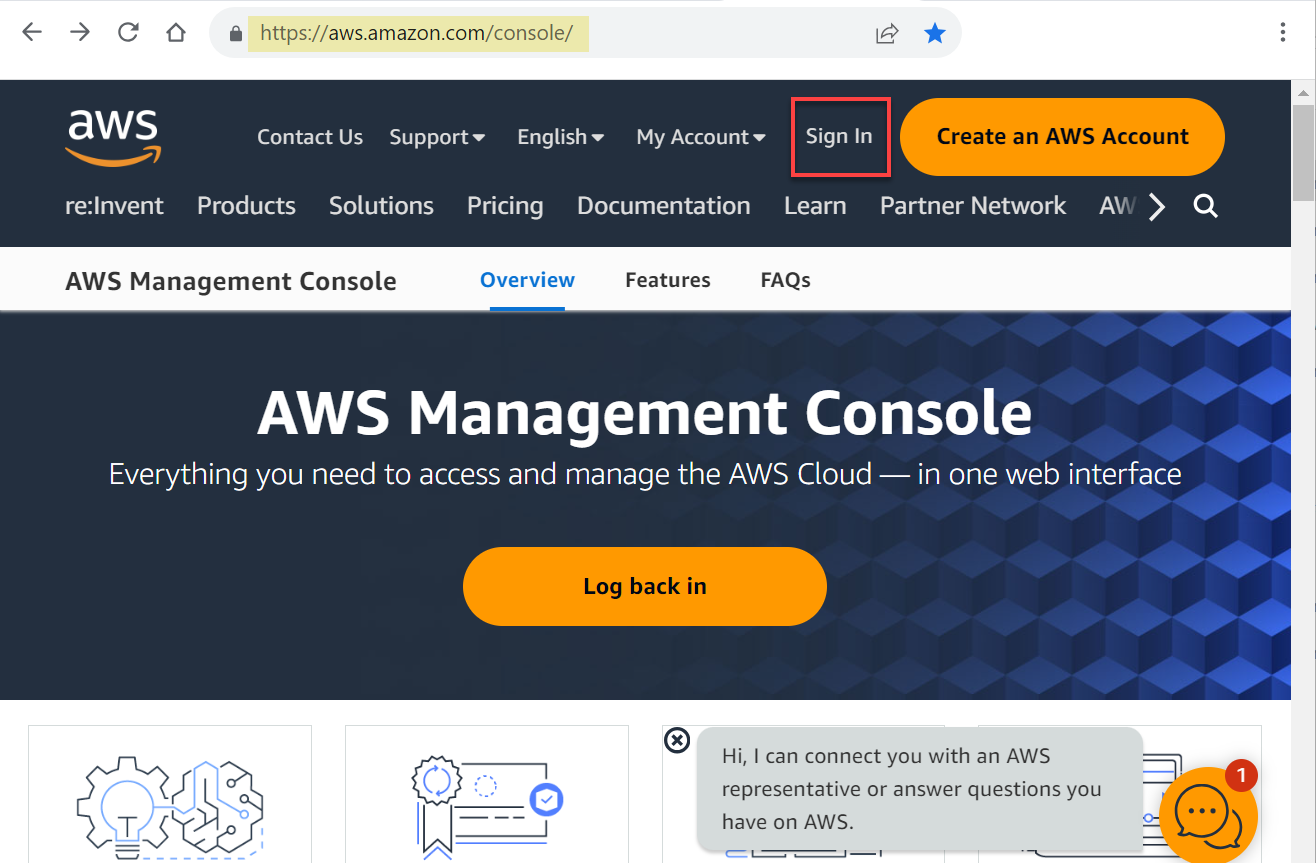 https://aws.amazon.com/console/
aws
Contact Us Support English My Account Sign In Create an AWS Account
re:Invent Products Solutions Pricing Documentation Learn Partner Network AW
AWS Management Console Overview Features FAQs
AWS Management Console
Everything you need to access and manage the AWS Cloud — in one web interface
Log back in
Hi, I can connect you with an AWS
representative or answer questions you
have on AWS.
1